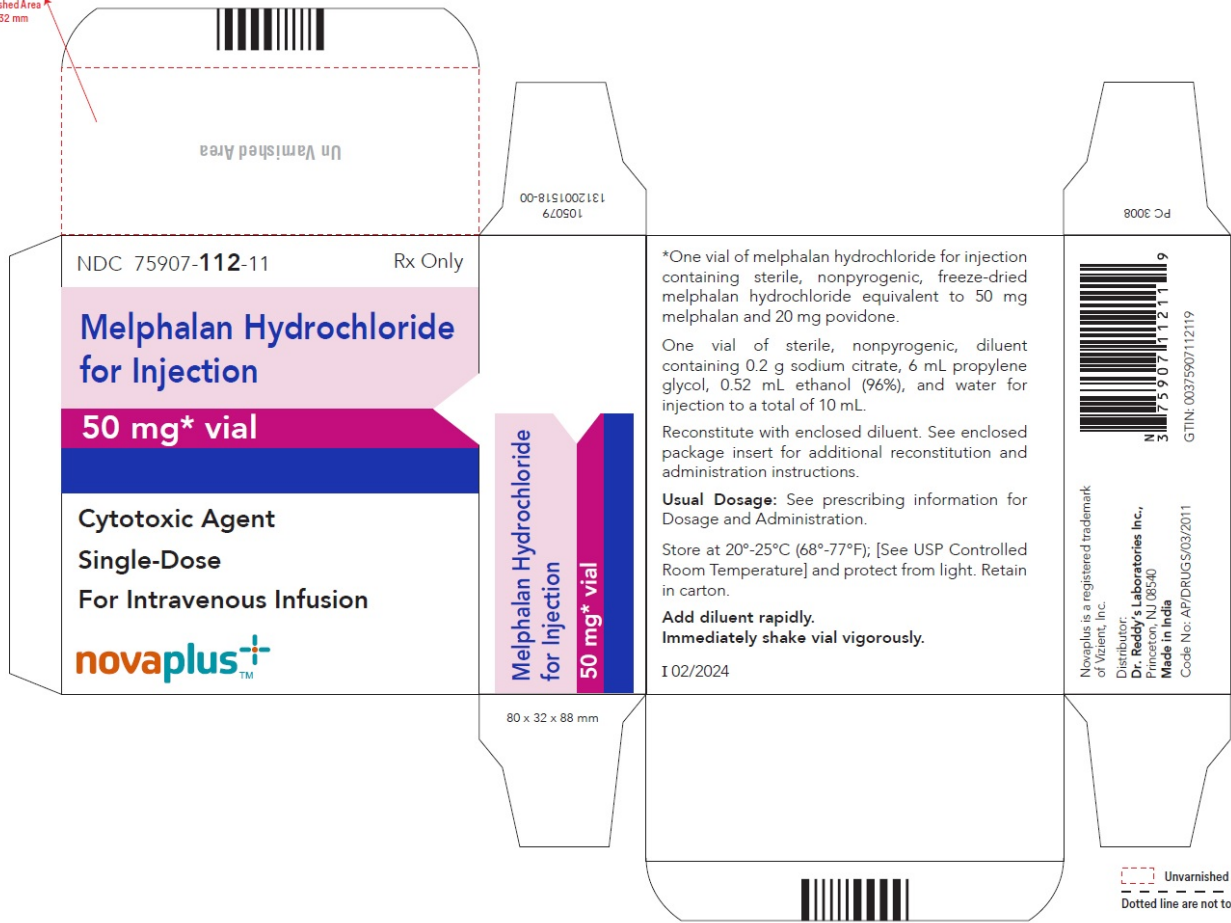 shed Area
32 mm
Un Varnished Area
NDC 75907-112-11
Rx Only
Melphalan Hydrochloride
for Injection
50 mg* vial
Cytotoxic Agent
Single-Dose
For Intravenous Infusion
novaplus™
105079
1312001518-00
Melphalan Hydrochloride
for Injection
50 mg* vial
80 x 32 x 88 mm
*One vial of melphalan hydrochloride for injection
containing sterile, nonpyrogenic, freeze-dried
melphalan hydrochloride equivalent to 50 mg
melphalan and 20 mg povidone.
One vial of sterile, nonpyrogenic, diluent
containing 0.2 g sodium citrate, 6 mL propylene
glycol, 0.52 mL ethanol (96%), and water for
injection to a total of 10 mL.
Reconstitute with enclosed diluent. See enclosed
package insert for additional reconstitution and
administration instructions.
Usual Dosage: See prescribing information for
Dosage and Administration.
Store at 20°-25°C (68°-77°F); [See USP Controlled
Room Temperature] and protect from light. Retain
in carton.
Add diluent rapidly.
Immediately shake vial vigorously.
I 02/2024
PC 3008
N
3 75907 11211 9
GTIN: 00375907112119
Novaplus is a registered trademark
of Vizient, Inc.
Distributor:
Dr. Reddy's Laboratories Inc.,
Princeton, NJ 08540
Made in India
Code No: AP/DRUGS/03/2011
Unvarnished
Dotted line are not to